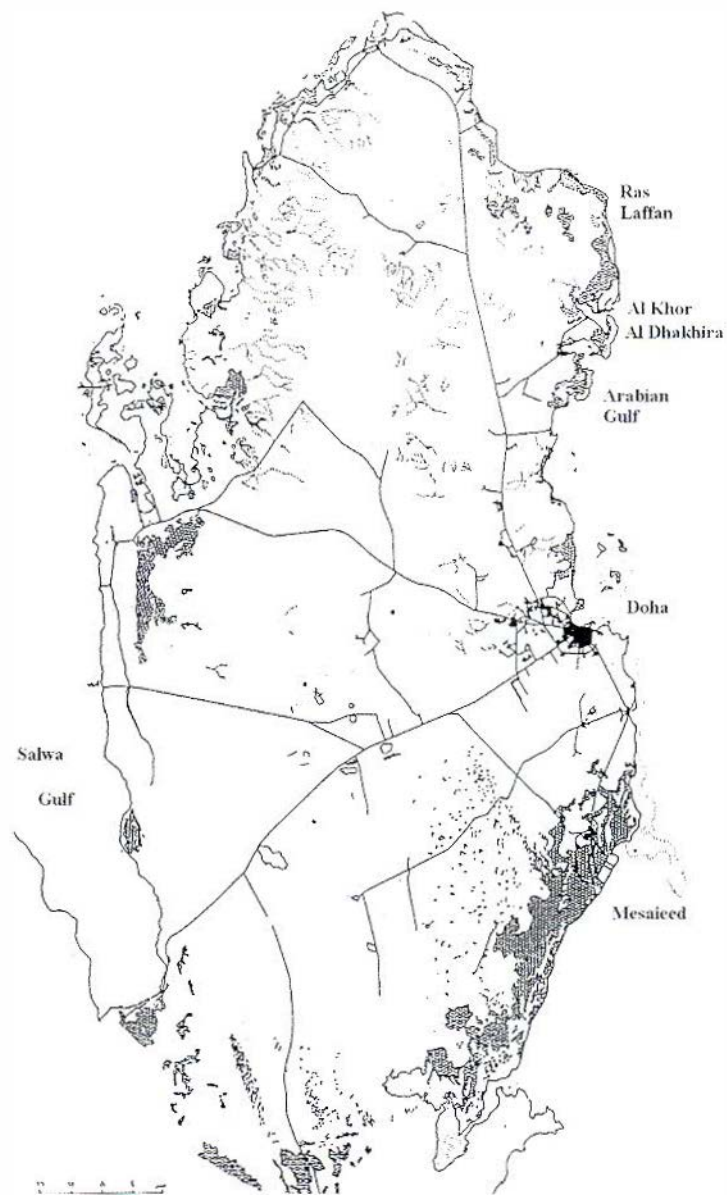 Ras
Laffan
Al Khor
Al Dhakhira
Arabian
Gulf
Doha
Salwa
Gulf
Mesaieed